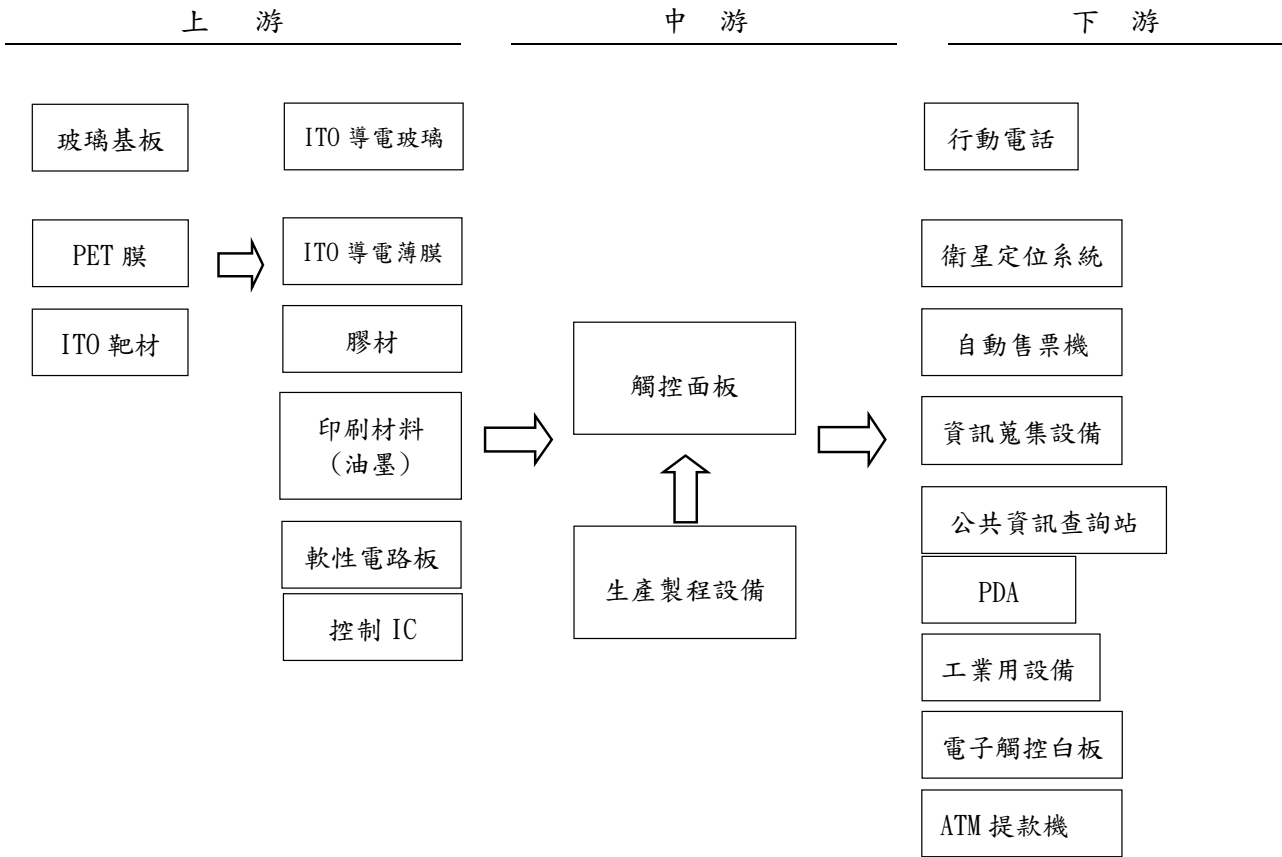 上 游
中 游
下 游
玻璃基板
PET 膜
ITO 靶材
ITO 導電玻璃
ITO 導電薄膜
膠材
印刷材料
（油墨）
軟性電路板
控制 IC
觸控面板
生產製程設備
行動電話
衛星定位系統
自動售票機
資訊蒐集設備
公共資訊查詢站
PDA
工業用設備
電子觸控白板
ATM 提款機